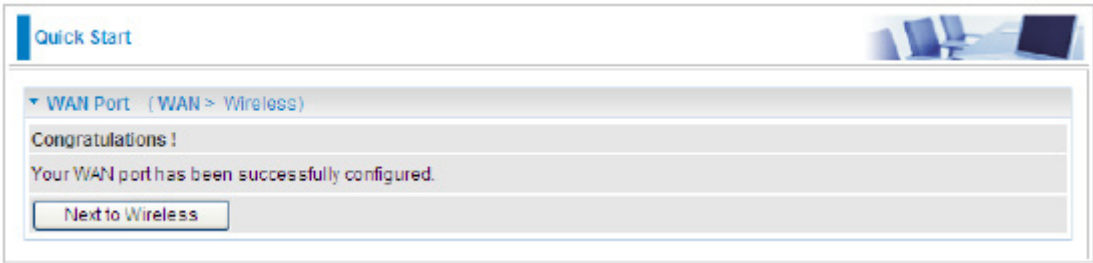 Quick Start
WAN Port (WAN > Wireless)
Congratulations !
Your WAN port has been successfully configured.
Next to Wireless